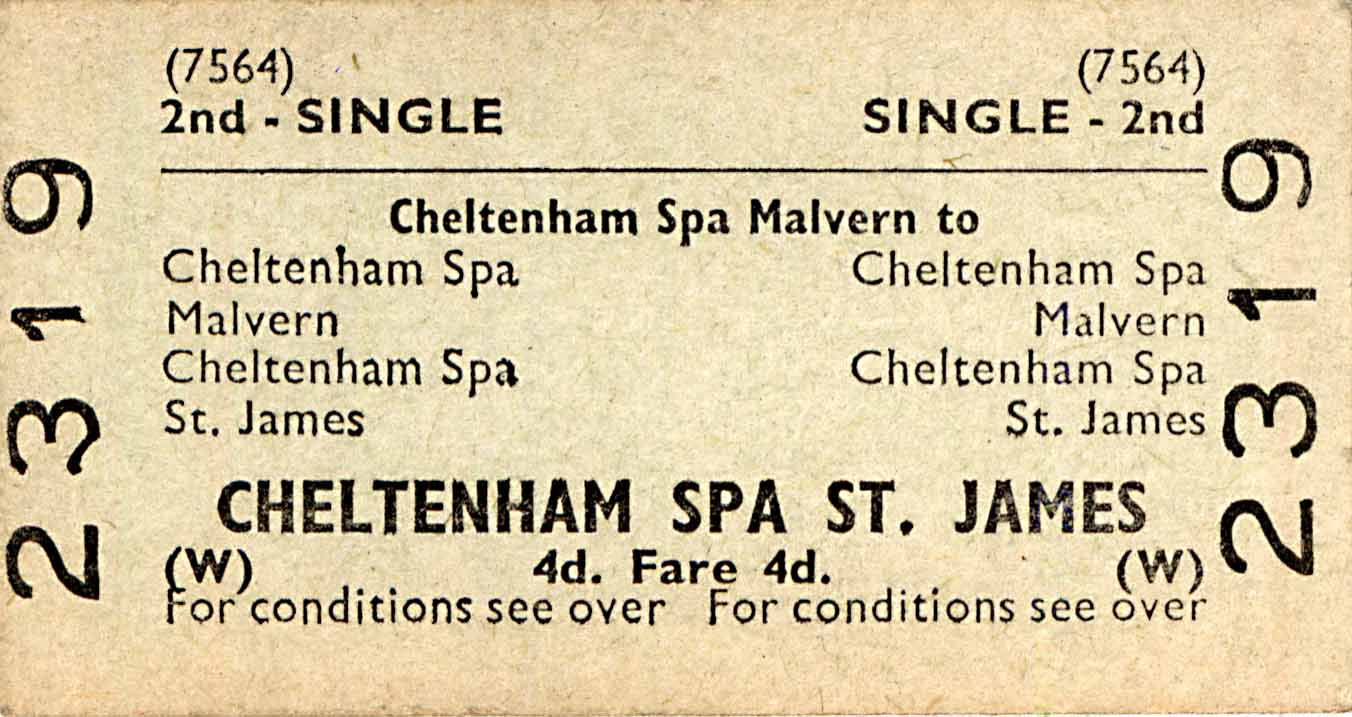 (7564) (7564)
2nd - SINGLE SINGLE - 2nd
Cheltenham Spa Malvern to
Cheltenham Spa Cheltenham Spa
Malvern Malvern
Cheltenham Spa Cheltenham Spa
St. James St. James
CHELTENHAM SPA ST. JAMES
(W) 4d. Fare 4d. (W)
For conditions see over For conditions see over
2319
2319